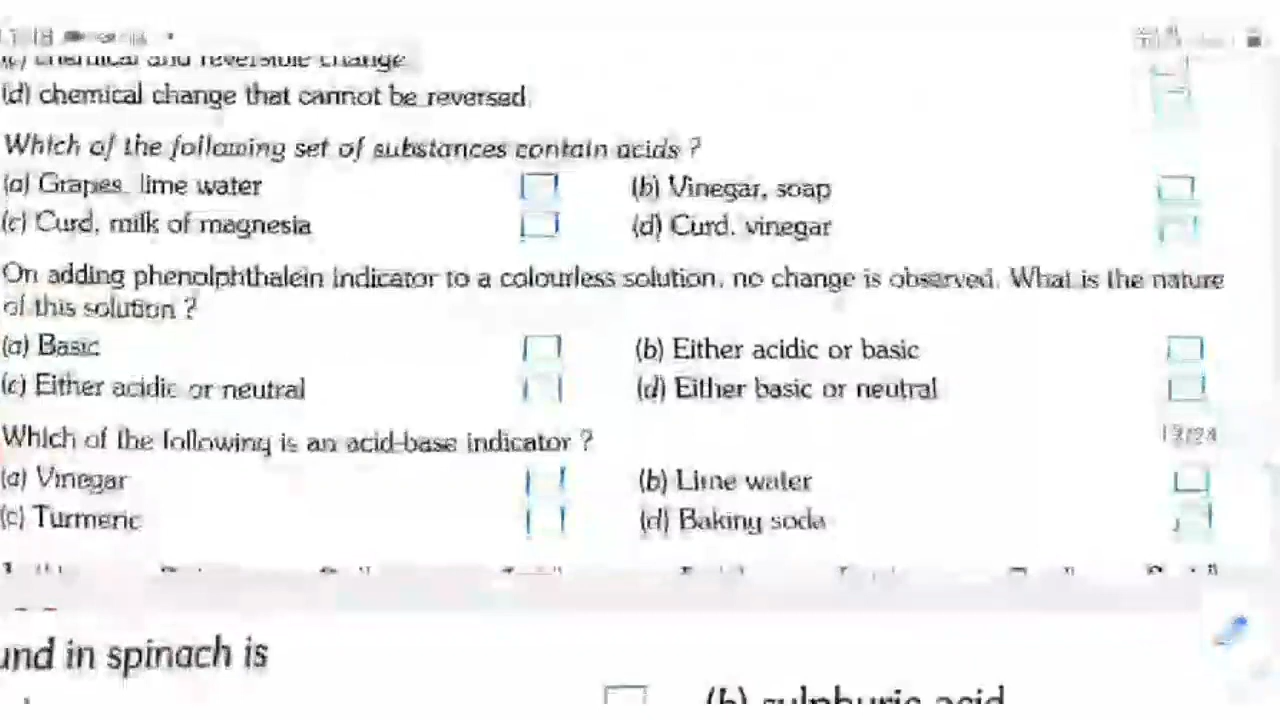 (c) chemical and reversible change
(d) chemical change that cannot be reversed.
Which of the following set of substances contain acids ?
(a) Grapes, lime water (b) Vinegar, soap
(c) Curd, milk of magnesia (d) Curd, vinegar
On adding phenolphthalein indicator to a colourless solution, no change is observed. What is the nature
of this solution ?
(a) Basic (b) Either acidic or basic
(c) Either acidic or neutral (d) Either basic or neutral
Which of the following is an acid-base indicator ?
(a) Vinegar (b) Lime water
(c) Turmeric (d) Baking soda
und in spinach is
(b) sulphuric acid